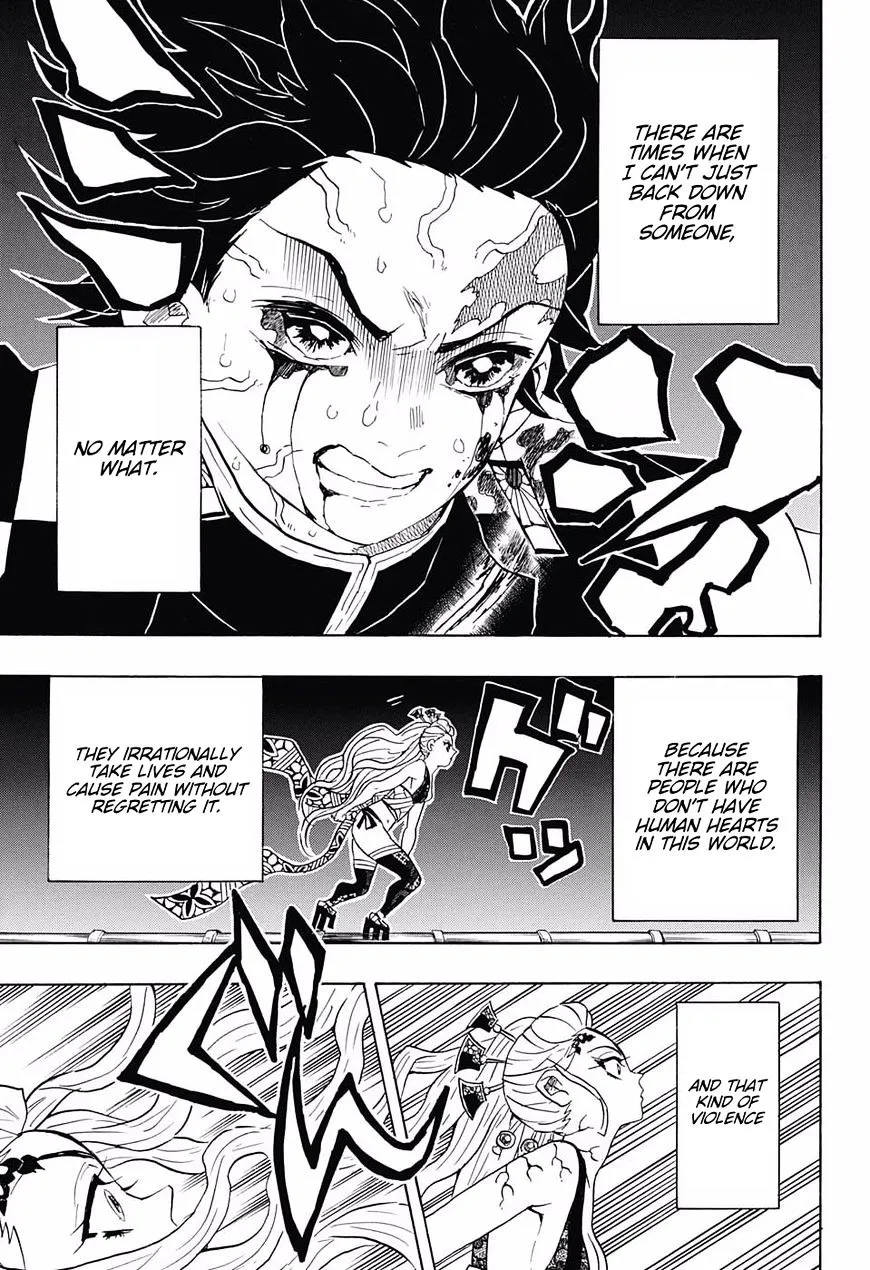 THERE ARE
TIMES WHEN
I CAN'T JUST
BACK DOWN
FROM
SOMEONE,
NO MATTER
WHAT.
BECAUSE
THERE ARE
PEOPLE WHO
DON'T HAVE
HUMAN HEARTS
IN THIS WORLD.
THEY IRRATIONALLY
TAKE LIVES AND
CAUSE PAIN WITHOUT
REGRETTING IT.
グッ
AND THAT
KIND OF
VIOLENCE